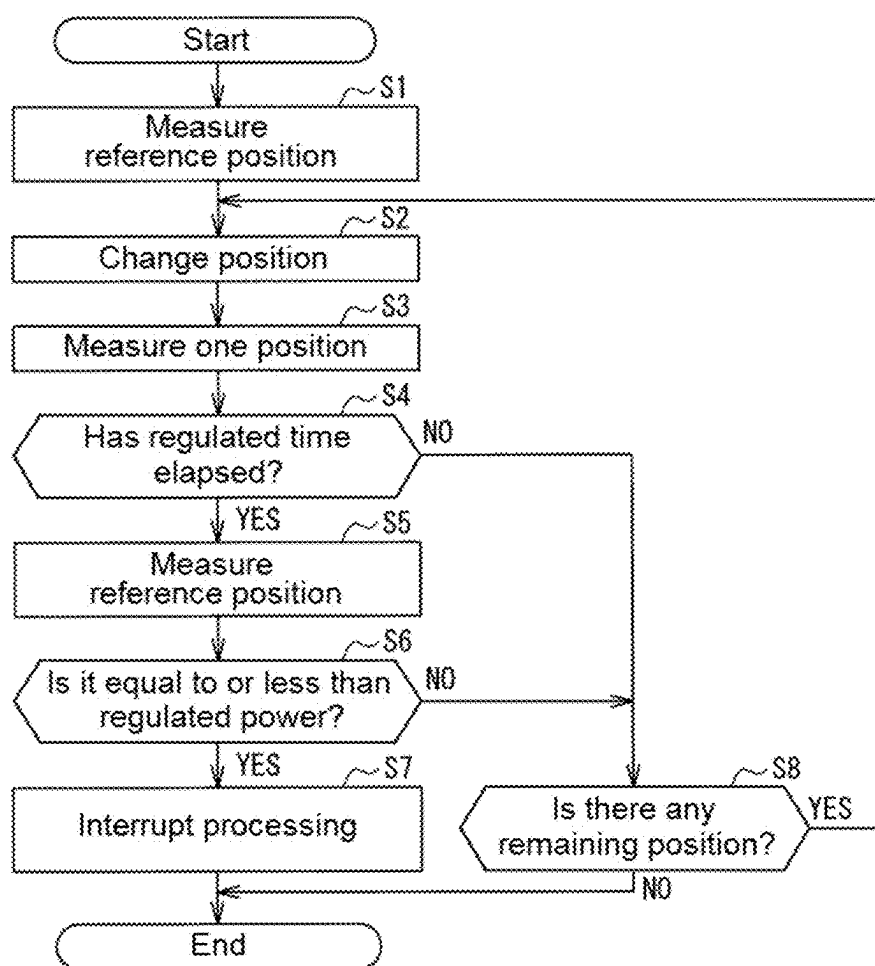 Start
S1
Measure
reference position
S2
Change position
S3
Measure one position
S4
Has regulated time
elapsed?
NO
YES
S5
Measure
reference position
S6
Is it equal to or less than
regulated power?
NO
YES
S7
Interrupt processing
S8
Is there any
remaining position?
YES
NO
End